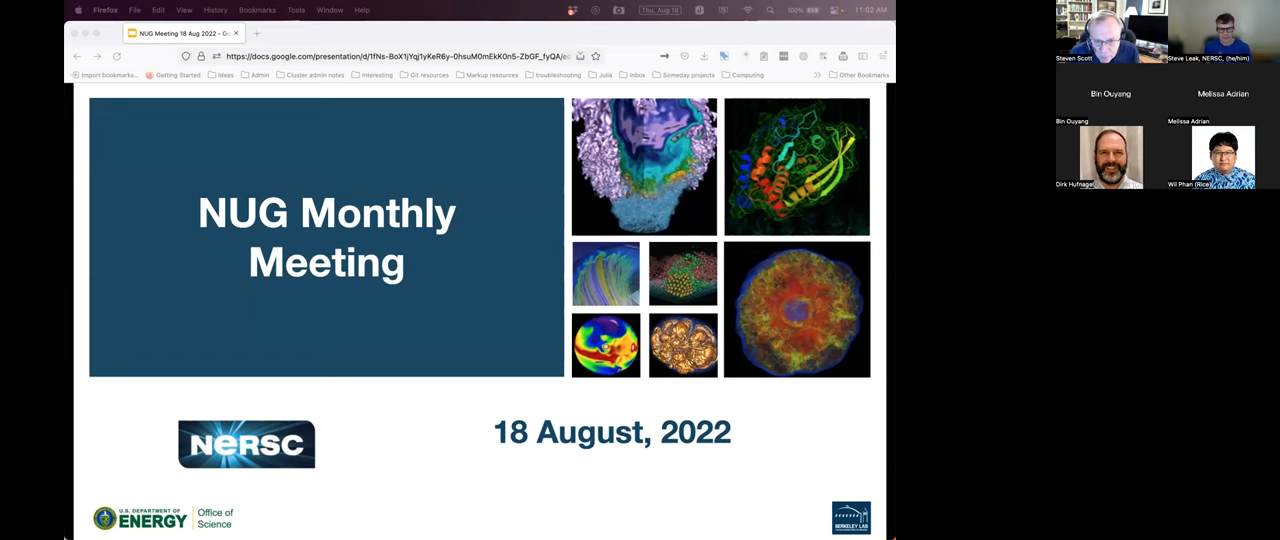 Firefox File Edit View History Bookmarks Tools Window Help
Thu, Aug 18
100%
11:02 AM
NUG Meeting 18 Aug 2022 - Go
https://docs.google.com/presentation/d/1fNs-BoX1jYqj1yKeR6y-0hsuM0mEkK0n5-ZbGF_fyQA/ed
Import bookmarks... Getting Started Ideas Admin Cluster admin notes Interesting Git resources Markup resources troubleshooting Julia Inbox Someday projects Computing Other Bookmarks
NUG Monthly
Meeting
18 August, 2022
NERSC
U.S. DEPARTMENT OF
ENERGY
Office of
Science
BERKELEY LAB
Steven Scott
Steve Leak, NERSC, (he/him)
Bin Ouyang
Melissa Adrian
Bin Ouyang
Melissa Adrian
Dirk Hufnagel
Wil Phan (Rice)